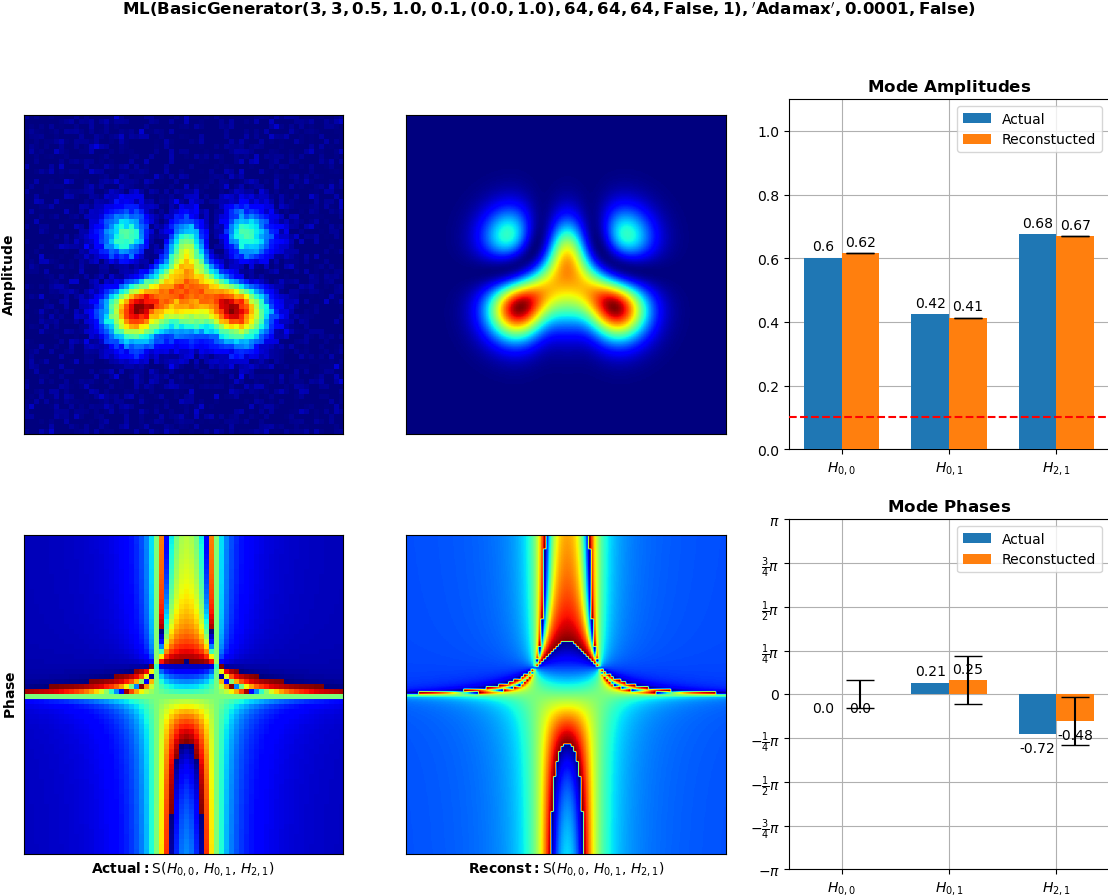 ML(BasicGenerator(3, 3, 0.5, 1.0, 0.1, (0.0, 1.0), 64, 64, 64, False, 1), ′Adamax′, 0.0001, False)
Amplitude
Mode Amplitudes
Actual
Reconstucted
1.0
0.8
0.6
0.4
0.2
0.0
0.6
0.62
0.42
0.41
0.68
0.67
H0,0
H0,1
H2,1
Phase
Actual: S(H0,0, H0,1, H2,1)
Reconst: S(H0,0, H0,1, H2,1)
Mode Phases
Actual
Reconstucted
π
3/4π
1/2π
1/4π
0
−1/4π
−1/2π
−3/4π
−π
0.0
-0.0
0.21
0.25
-0.72
-0.48
H0,0
H0,1
H2,1